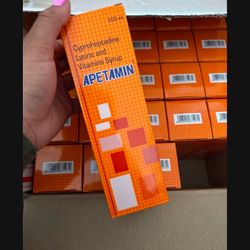 200 ml
Cyproheptadine
Lysine and
Vitamins Syrup
APETAMIN